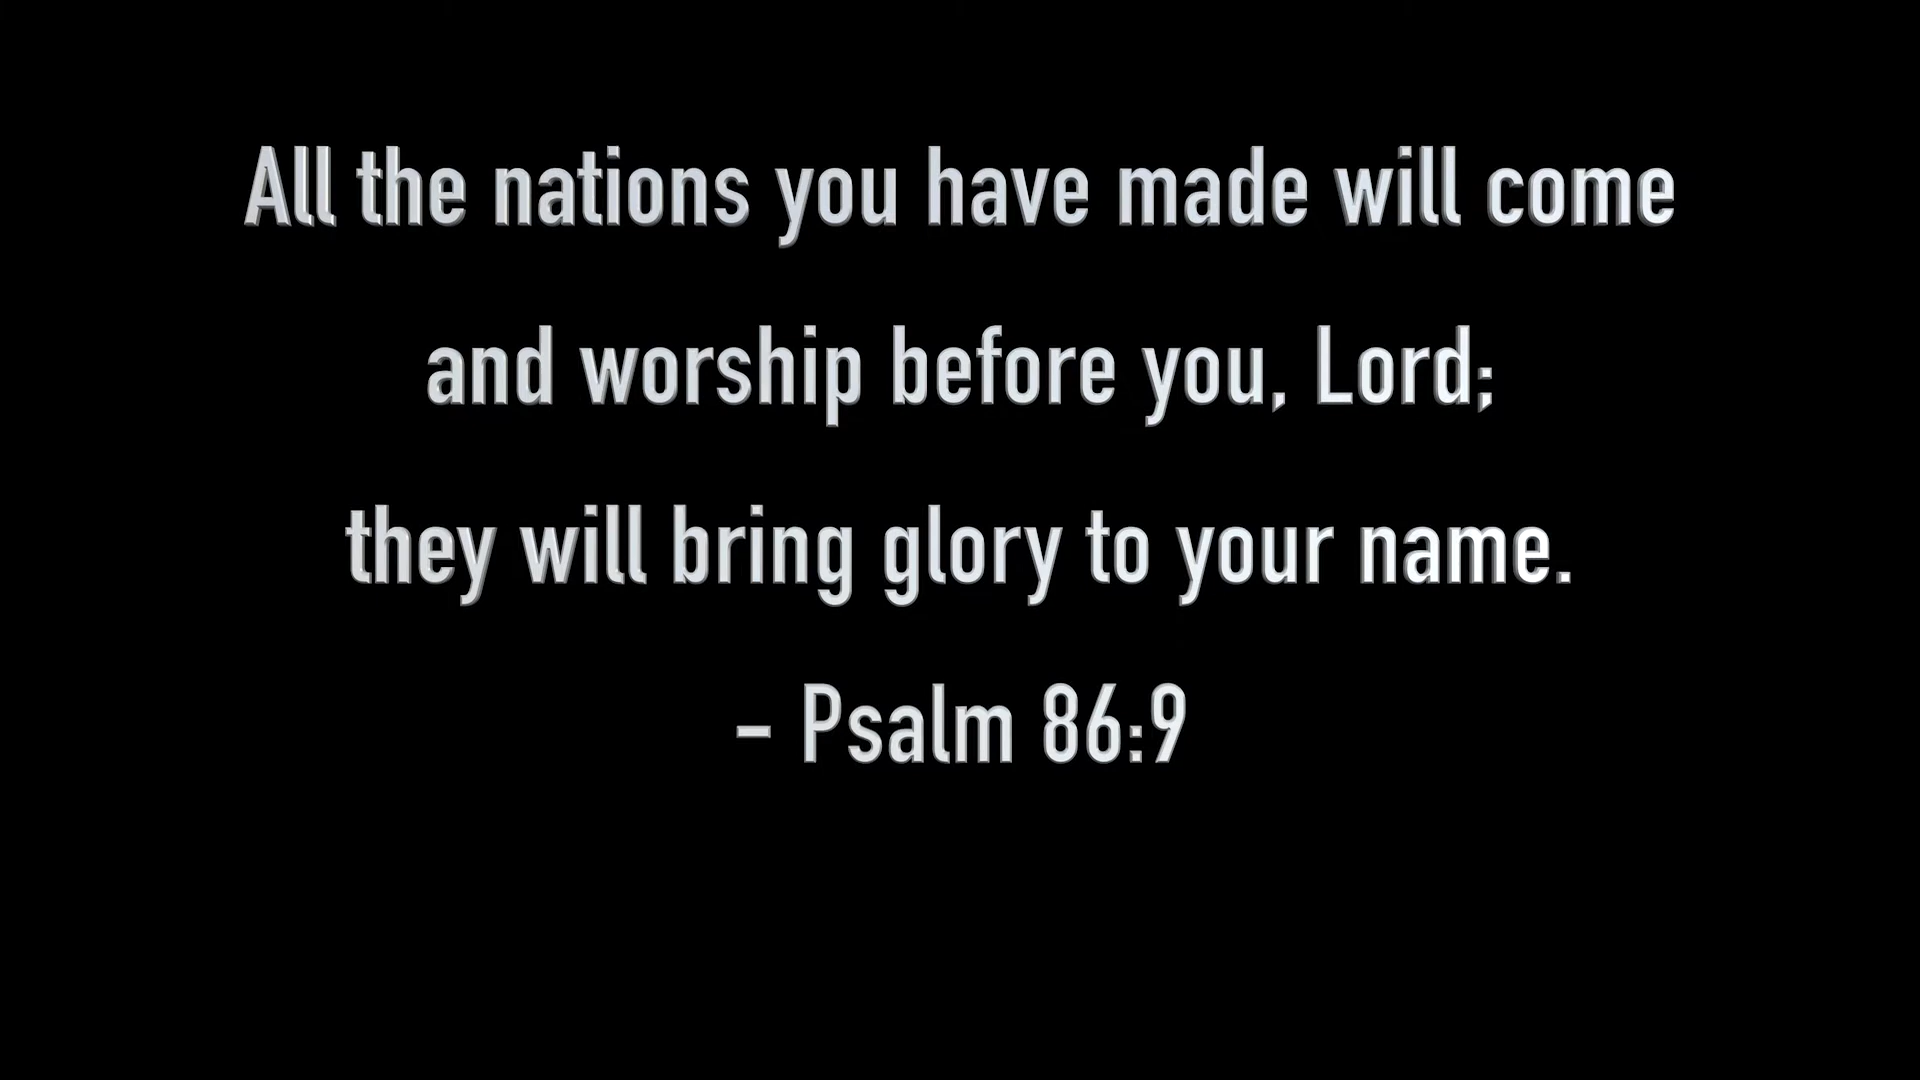 All the nations you have made will come
and worship before you, Lord;
they will bring glory to your name.
- Psalm 86:9